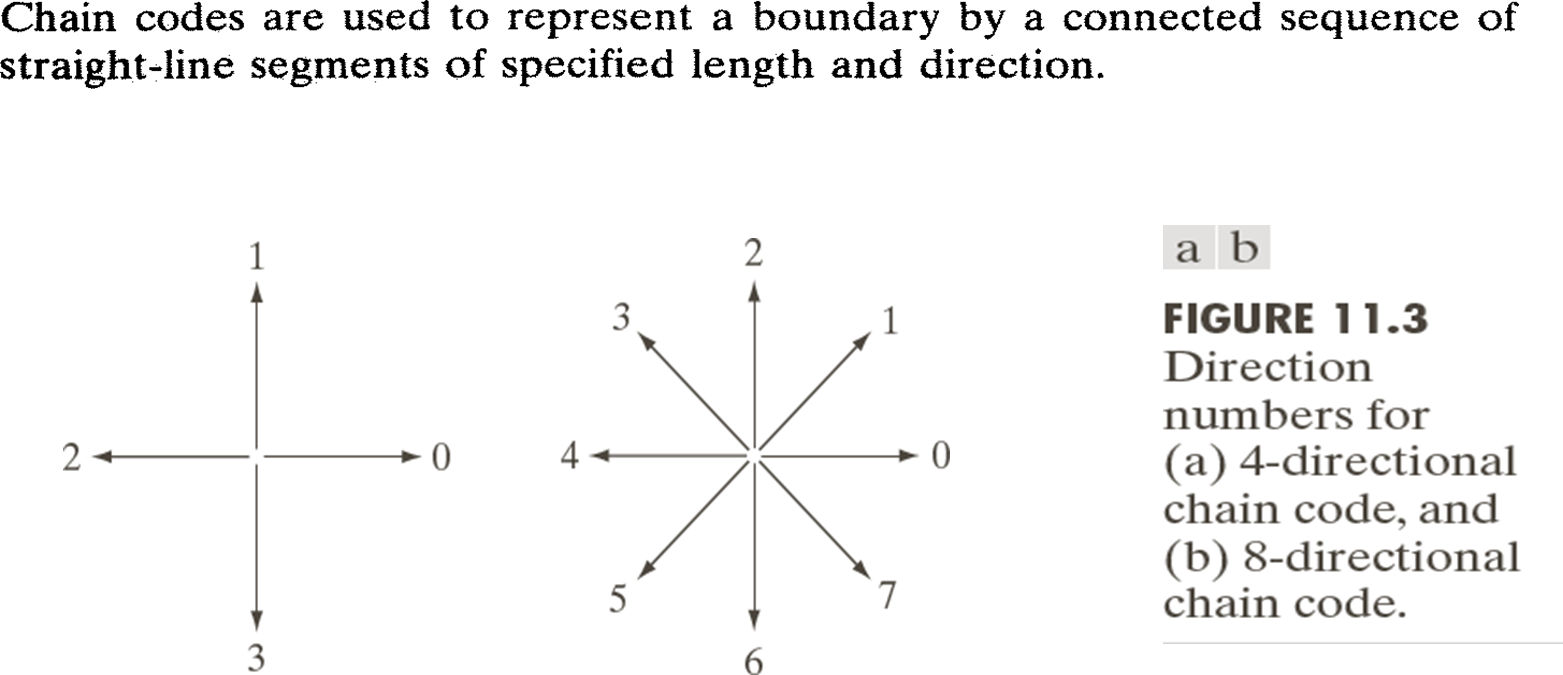 Chain codes are used to represent a boundary by a connected sequence of
straight-line segments of specified length and direction.
1
2
0
3
2
3
1
4
0
5
7
6
a b
FIGURE 11.3
Direction
numbers for
(a) 4-directional
chain code, and
(b) 8-directional
chain code.